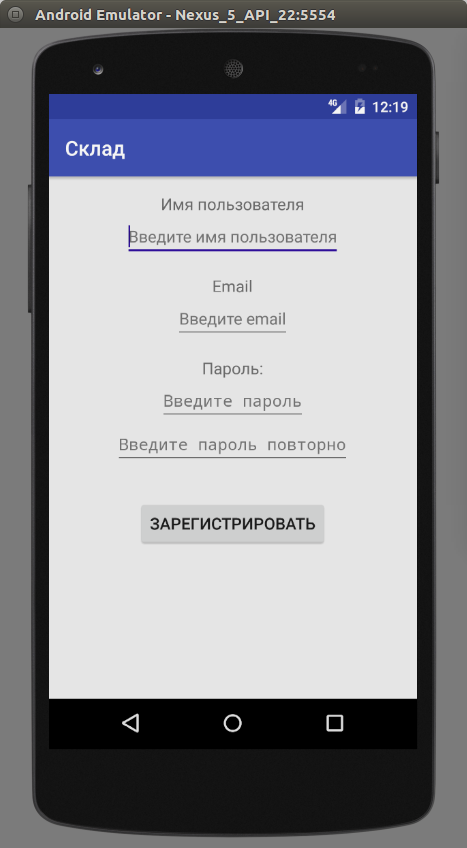 Android Emulator - Nexus_5_API_22:5554
4G 12:19
Склад
Имя пользователя
Введите имя пользователя
Email
Введите email
Пароль:
Введите пароль
Введите пароль повторно
ЗАРЕГИСТРИРОВАТЬ